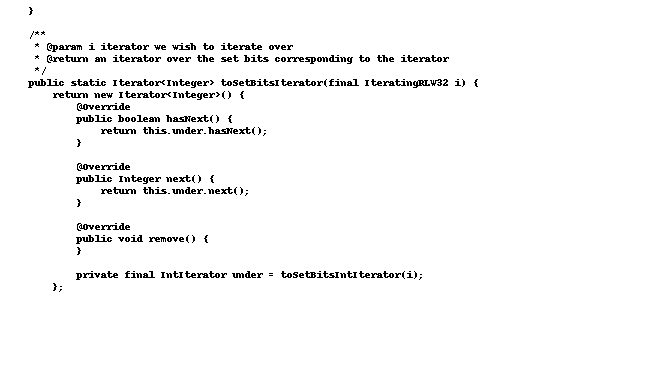 }

/**
 * @param i iterator we wish to iterate over
 * @return an iterator over the set bits corresponding to the iterator
 */
public static Iterator<Integer> toSetBitsIterator(final IteratingRLW32 i) {
    return new Iterator<Integer>() {
        @Override
        public boolean hasNext() {
            return this.under.hasNext();
        }

        @Override
        public Integer next() {
            return this.under.next();
        }

        @Override
        public void remove() {
        }

        private final IntIterator under = toSetBitsIntIterator(i);
    };